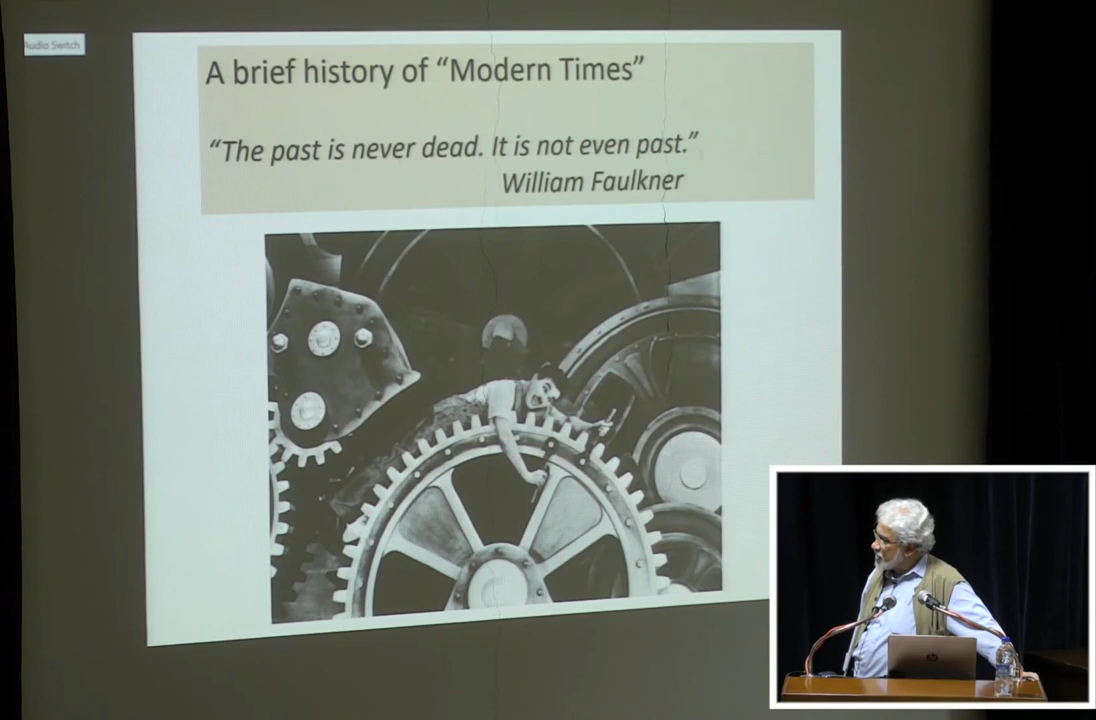 Audio Switch
A brief history of “Modern Times”
“The past is never dead. It is not even past.”
William Faulkner
hp